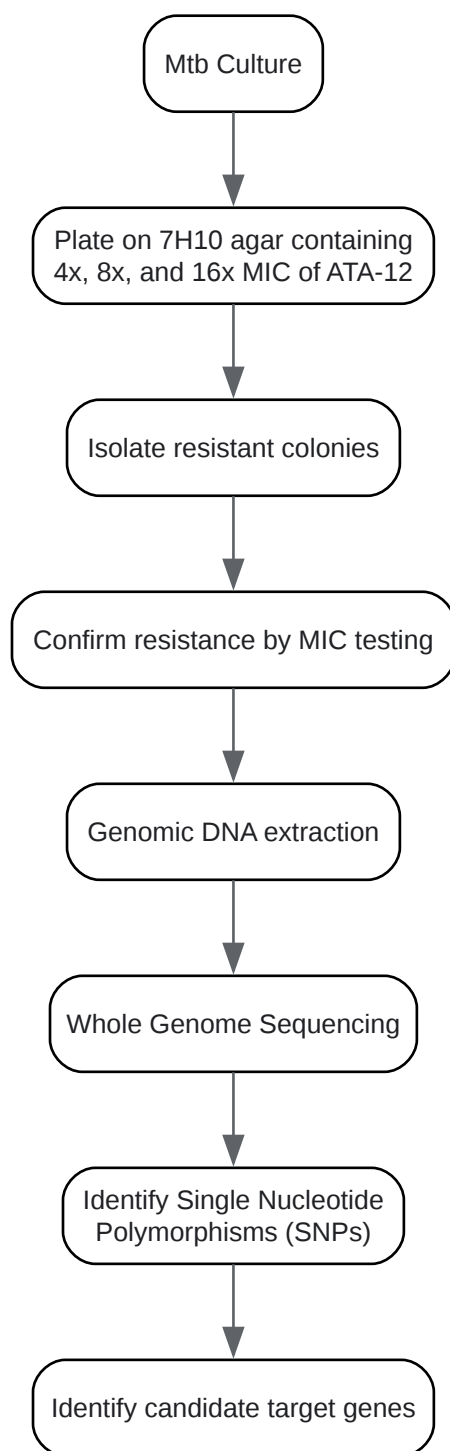 Mtb Culture
Plate on 7H10 agar containing
4x, 8x, and 16x MIC of ATA-12
Isolate resistant colonies
Confirm resistance by MIC testing
Genomic DNA extraction
Whole Genome Sequencing
Identify Single Nucleotide
Polymorphisms (SNPs)
Identify candidate target genes